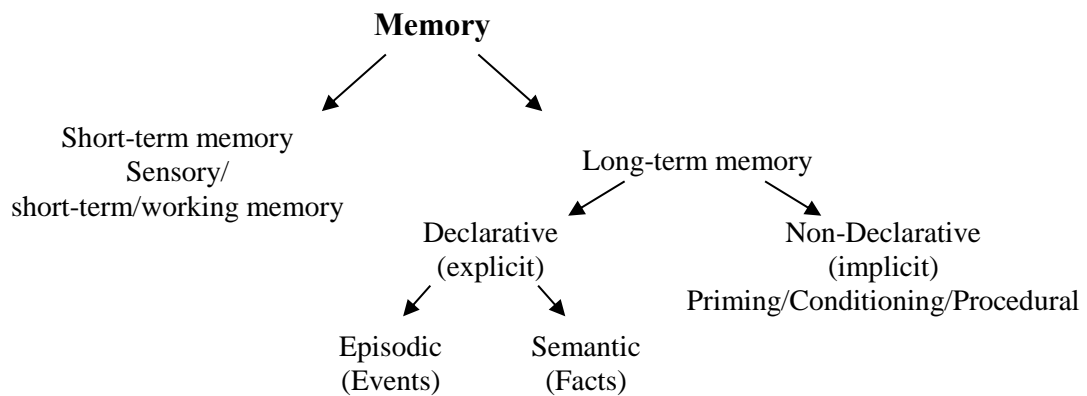 Memory
Short-term memory
Sensory/
short-term/working memory
Long-term memory
Declarative
(explicit)
Non-Declarative
(implicit)
Priming/Conditioning/Procedural
Episodic
(Events)
Semantic
(Facts)